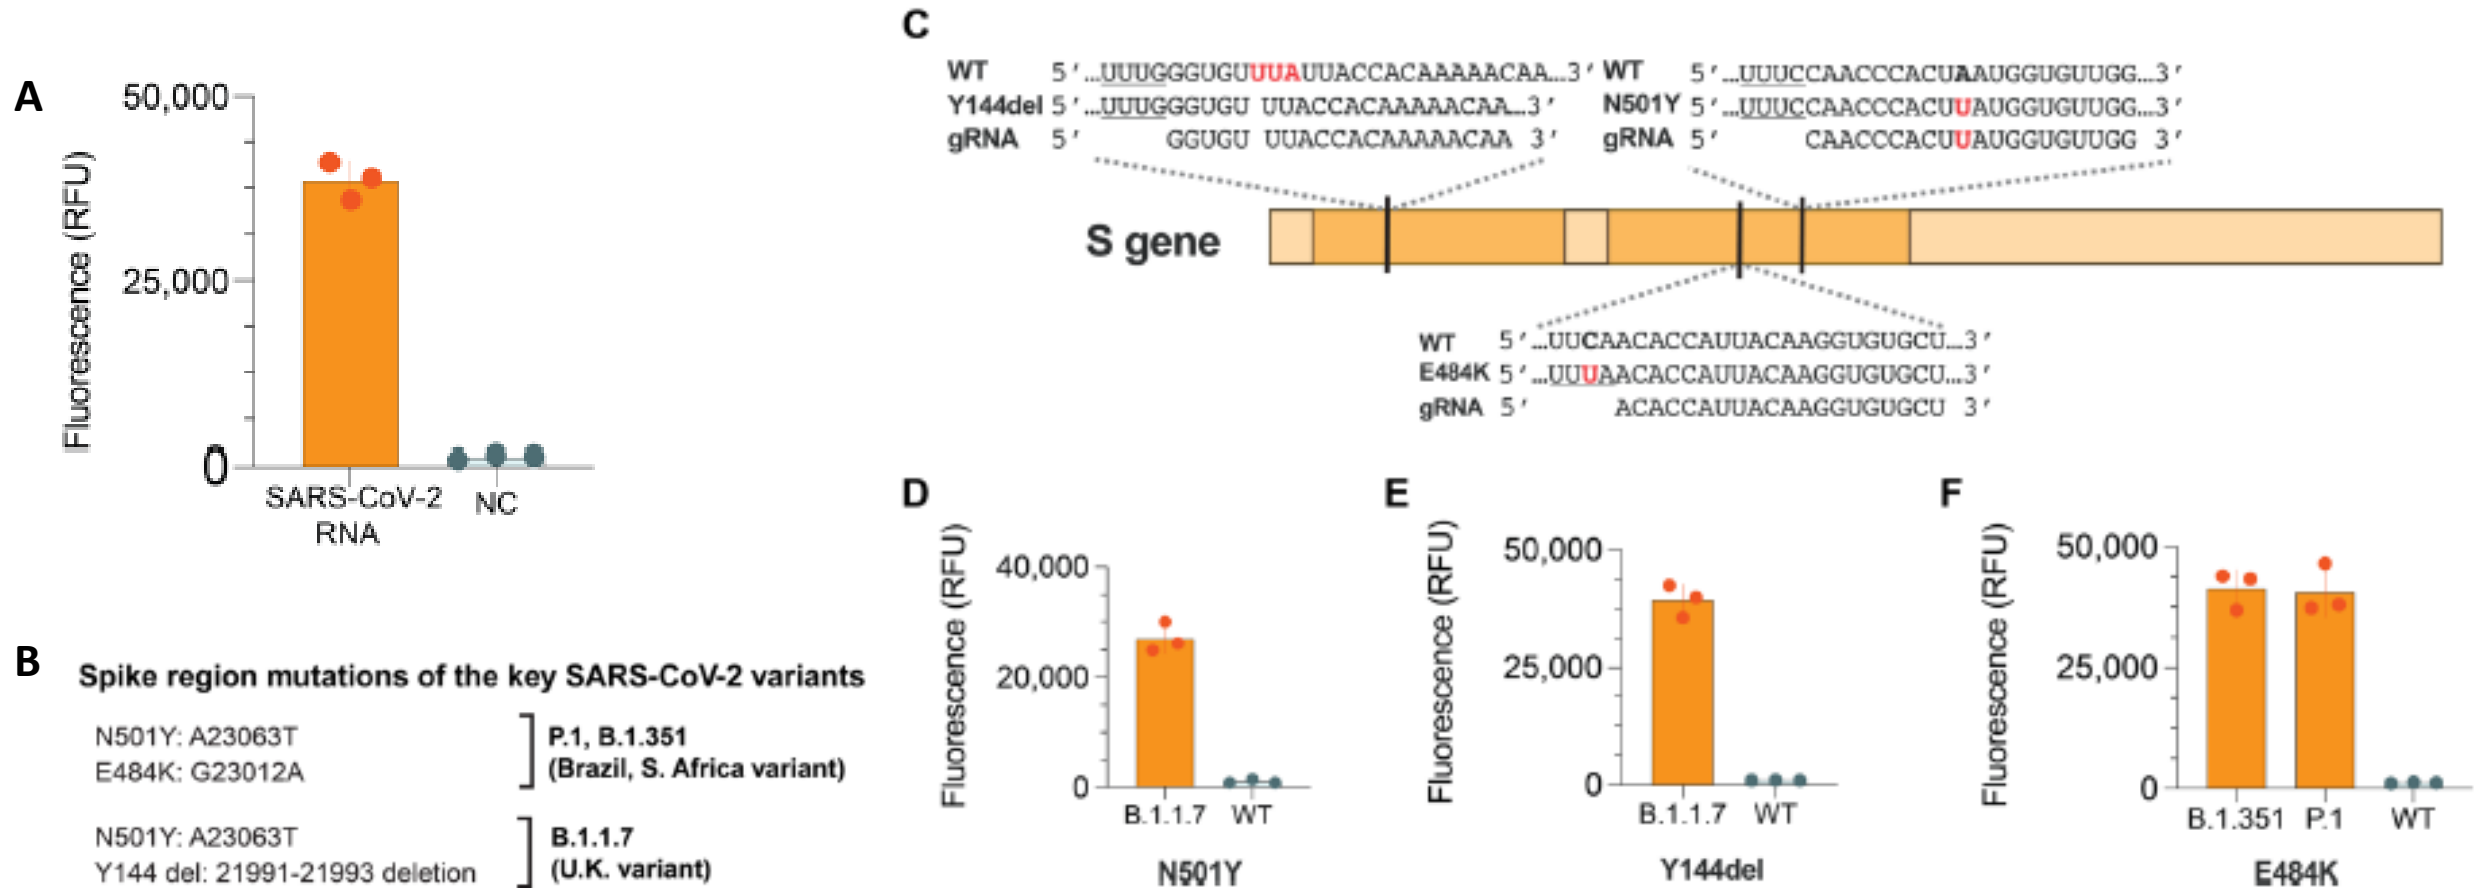 A
50,000
25,000
0
Fluorescence (RFU)
SARS-CoV-2
RNA
NC
B
Spike region mutations of the key SARS-CoV-2 variants
N501Y: A23063T
E484K: G23012A
P.1, B.1.351
(Brazil, S. Africa variant)
N501Y: A23063T
Y144 del: 21991-21993 deletion
B.1.1.7
(U.K. variant)
C
WT 5′…UUUGGGUGUUUAUUACCACAAAAACAA…3′
Y144del 5′…UUUGGGUGU UUACCACAAAAACAA…3′
gRNA 5′ GGUGU UUACCACAAAAACAA 3′
WT 5′…UUUCCAACCCACUAAUGGUGUUGG…3′
N501Y 5′…UUUCCAACCCACUUAUGGUGUUGG…3′
gRNA 5′ CAACCCACUUAUGGUGUUGG 3′
S gene
WT 5′…UUCAACACCAUUACAAGGUGUGCU…3′
E484K 5′…UUUAACACCAUUACAAGGUGUGCU…3′
gRNA 5′ ACACCAUUACAAGGUGUGCU 3′
D
Fluorescence (RFU)
40,000
20,000
0
B.1.1.7 WT
N501Y
E
Fluorescence (RFU)
50,000
25,000
0
B.1.1.7 WT
Y144del
F
Fluorescence (RFU)
50,000
25,000
0
B.1.351 P.1 WT
E484K